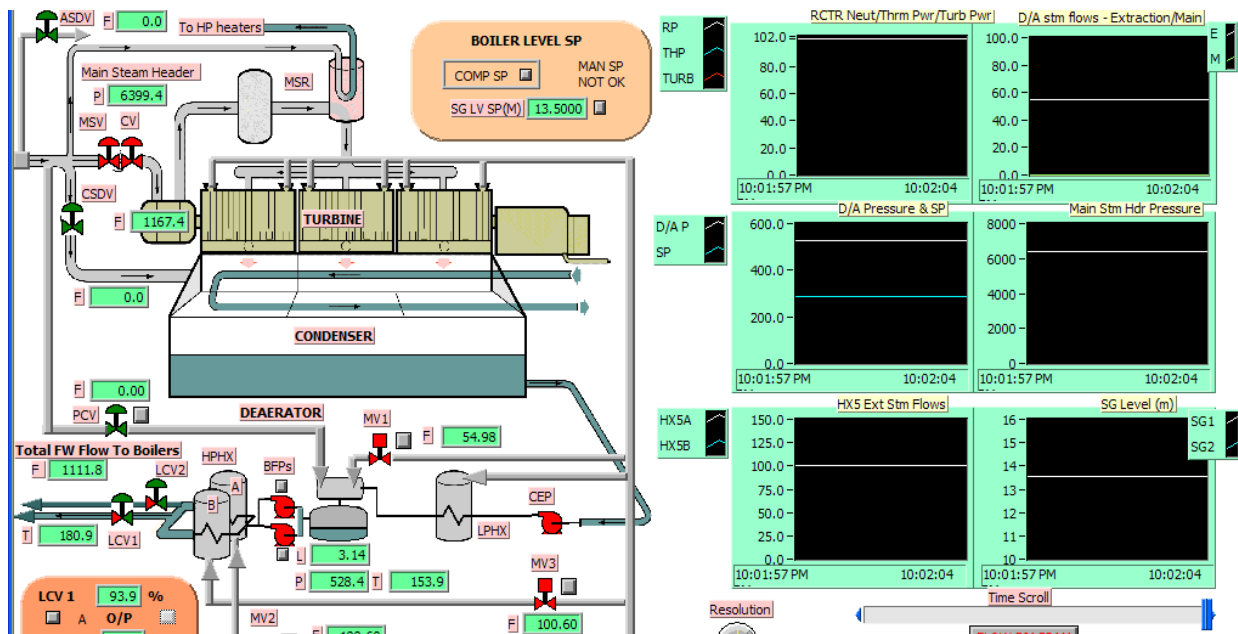 ASDV F 0.0
To HP heaters
Main Steam Header
P 6399.4
MSV CV
MSR
CSDV
F 1167.4
TURBINE
F 0.0
CONDENSER
BOILER LEVEL SP
COMP SP
MAN SP
NOT OK
SG LV SP(M) 13.5000
F 0.00
PCV
DEAERATOR
MV1
F 54.98
Total FW Flow To Boilers
F 1111.8
LCV2
HPHX
BFPs
A
B
CEP
LPHX
T 180.9
LCV1
L 3.14
P 528.4 T 153.9
MV3
F 100.60
LCV 1 93.9 %
A O/P
MV2
RCTR Neut/Thrm Pwr/Turb Pwr
RP
THP
TURB
102.0
80.0
60.0
40.0
20.0
0.0
10:01:57 PM 10:02:04
D/A stm flows - Extraction/Main
E
M
100.0
80.0
60.0
40.0
20.0
0.0
10:01:57 PM 10:02:04
D/A Pressure & SP
D/A P
SP
600.0
400.0
200.0
0.0
10:01:57 PM 10:02:04
Main Stm Hdr Pressure
8000
6000
4000
2000
0
10:01:57 PM 10:02:04
HX5 Ext Stm Flows
HX5A
HX5B
150.0
125.0
100.0
75.0
50.0
25.0
0.0
10:01:57 PM 10:02:04
SG Level (m)
SG1
SG2
16
15
14
13
12
11
10
10:01:57 PM 10:02:04
Resolution
Time Scroll